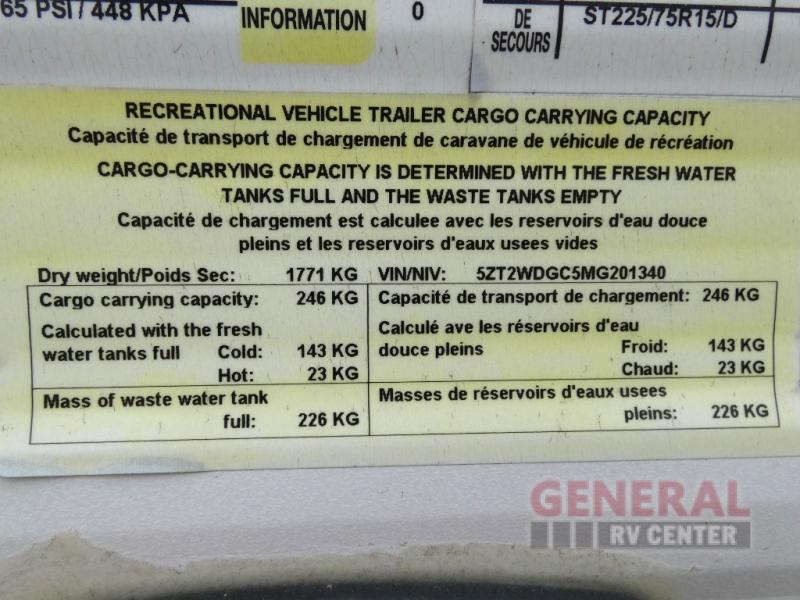 65 PSI / 448 KPA
INFORMATION
0
DE
SECOURS
ST225/75R15/D
RECREATIONAL VEHICLE TRAILER CARGO CARRYING CAPACITY
Capacité de transport de chargement de caravane de véhicule de récréation
CARGO-CARRYING CAPACITY IS DETERMINED WITH THE FRESH WATER
TANKS FULL AND THE WASTE TANKS EMPTY
Capacité de chargement est calculee avec les reservoirs d'eau douce
pleins et les reservoirs d'eaux usees vides
Dry weight/Poids Sec: 1771 KG VIN/NIV: 5ZT2WDGC5MG201340
Cargo carrying capacity: 246 KG
Calculated with the fresh
water tanks full Cold: 143 KG
Hot: 23 KG
Mass of waste water tank
full: 226 KG
Capacité de transport de chargement: 246 KG
Calculé ave les réservoirs d'eau
douce pleins Froid: 143 KG
Chaud: 23 KG
Masses de réservoirs d'eaux usees
pleins: 226 KG
GENERAL
RV CENTER